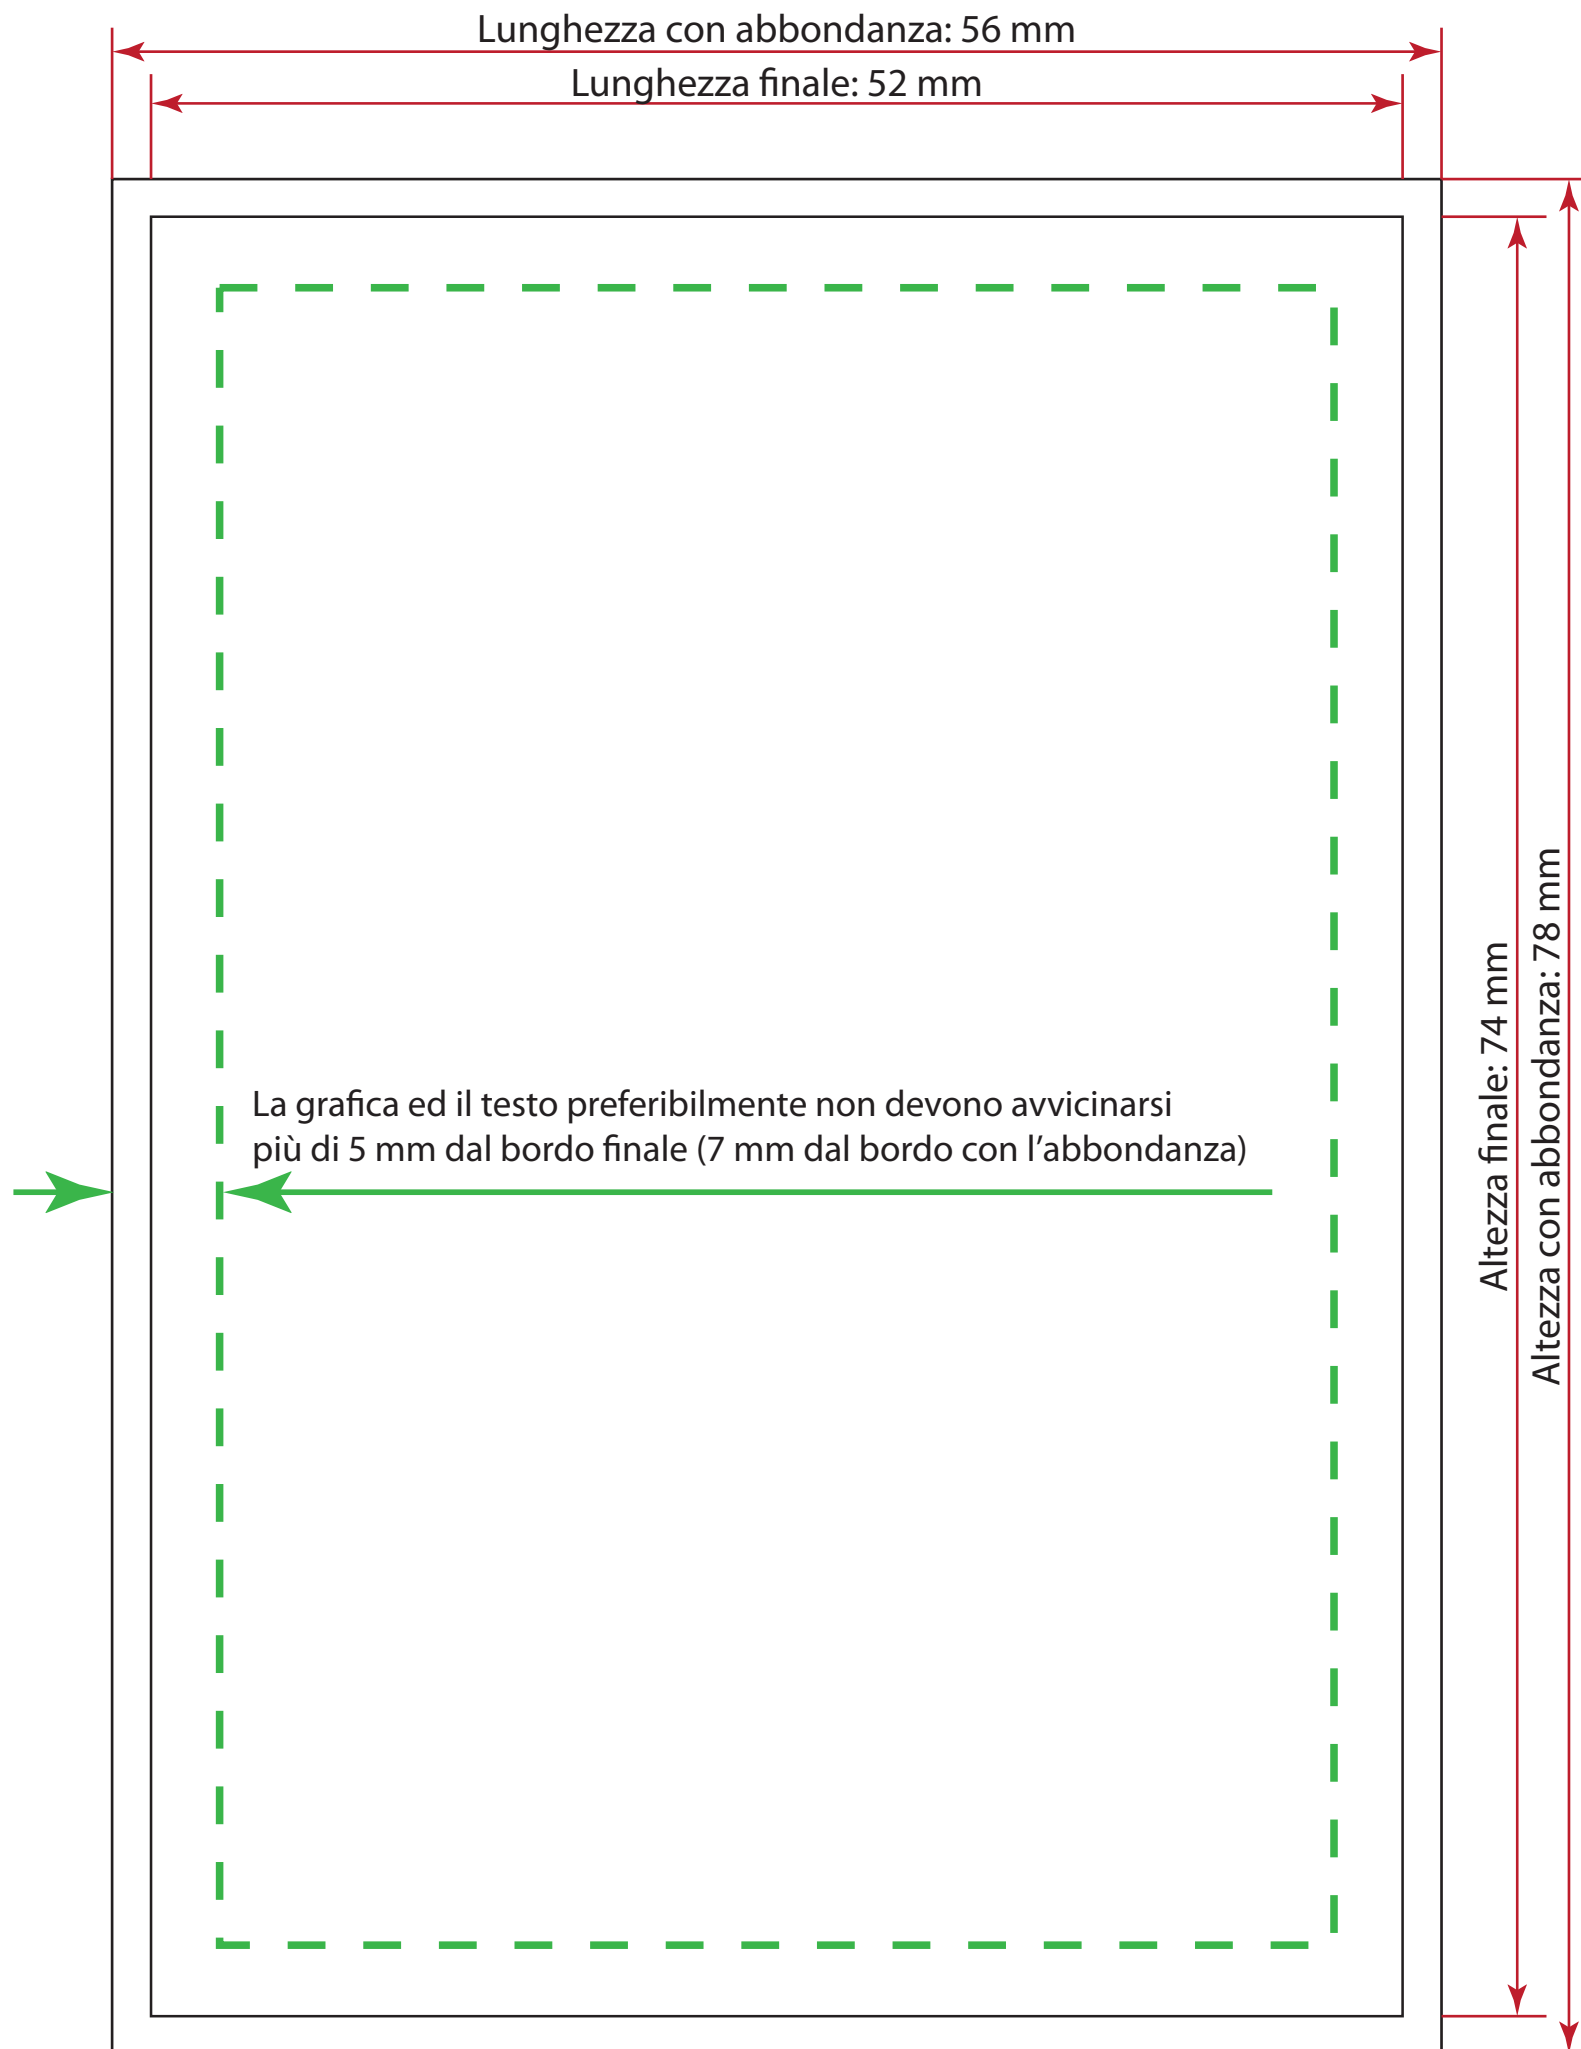 Lunghezza con abbondanza: 56 mm
Lunghezza finale: 52 mm
La grafica ed il testo preferibilmente non devono avvicinarsi
più di 5 mm dal bordo finale (7 mm dal bordo con l’abbondanza)
Altezza finale: 74 mm
Altezza con abbondanza: 78 mm